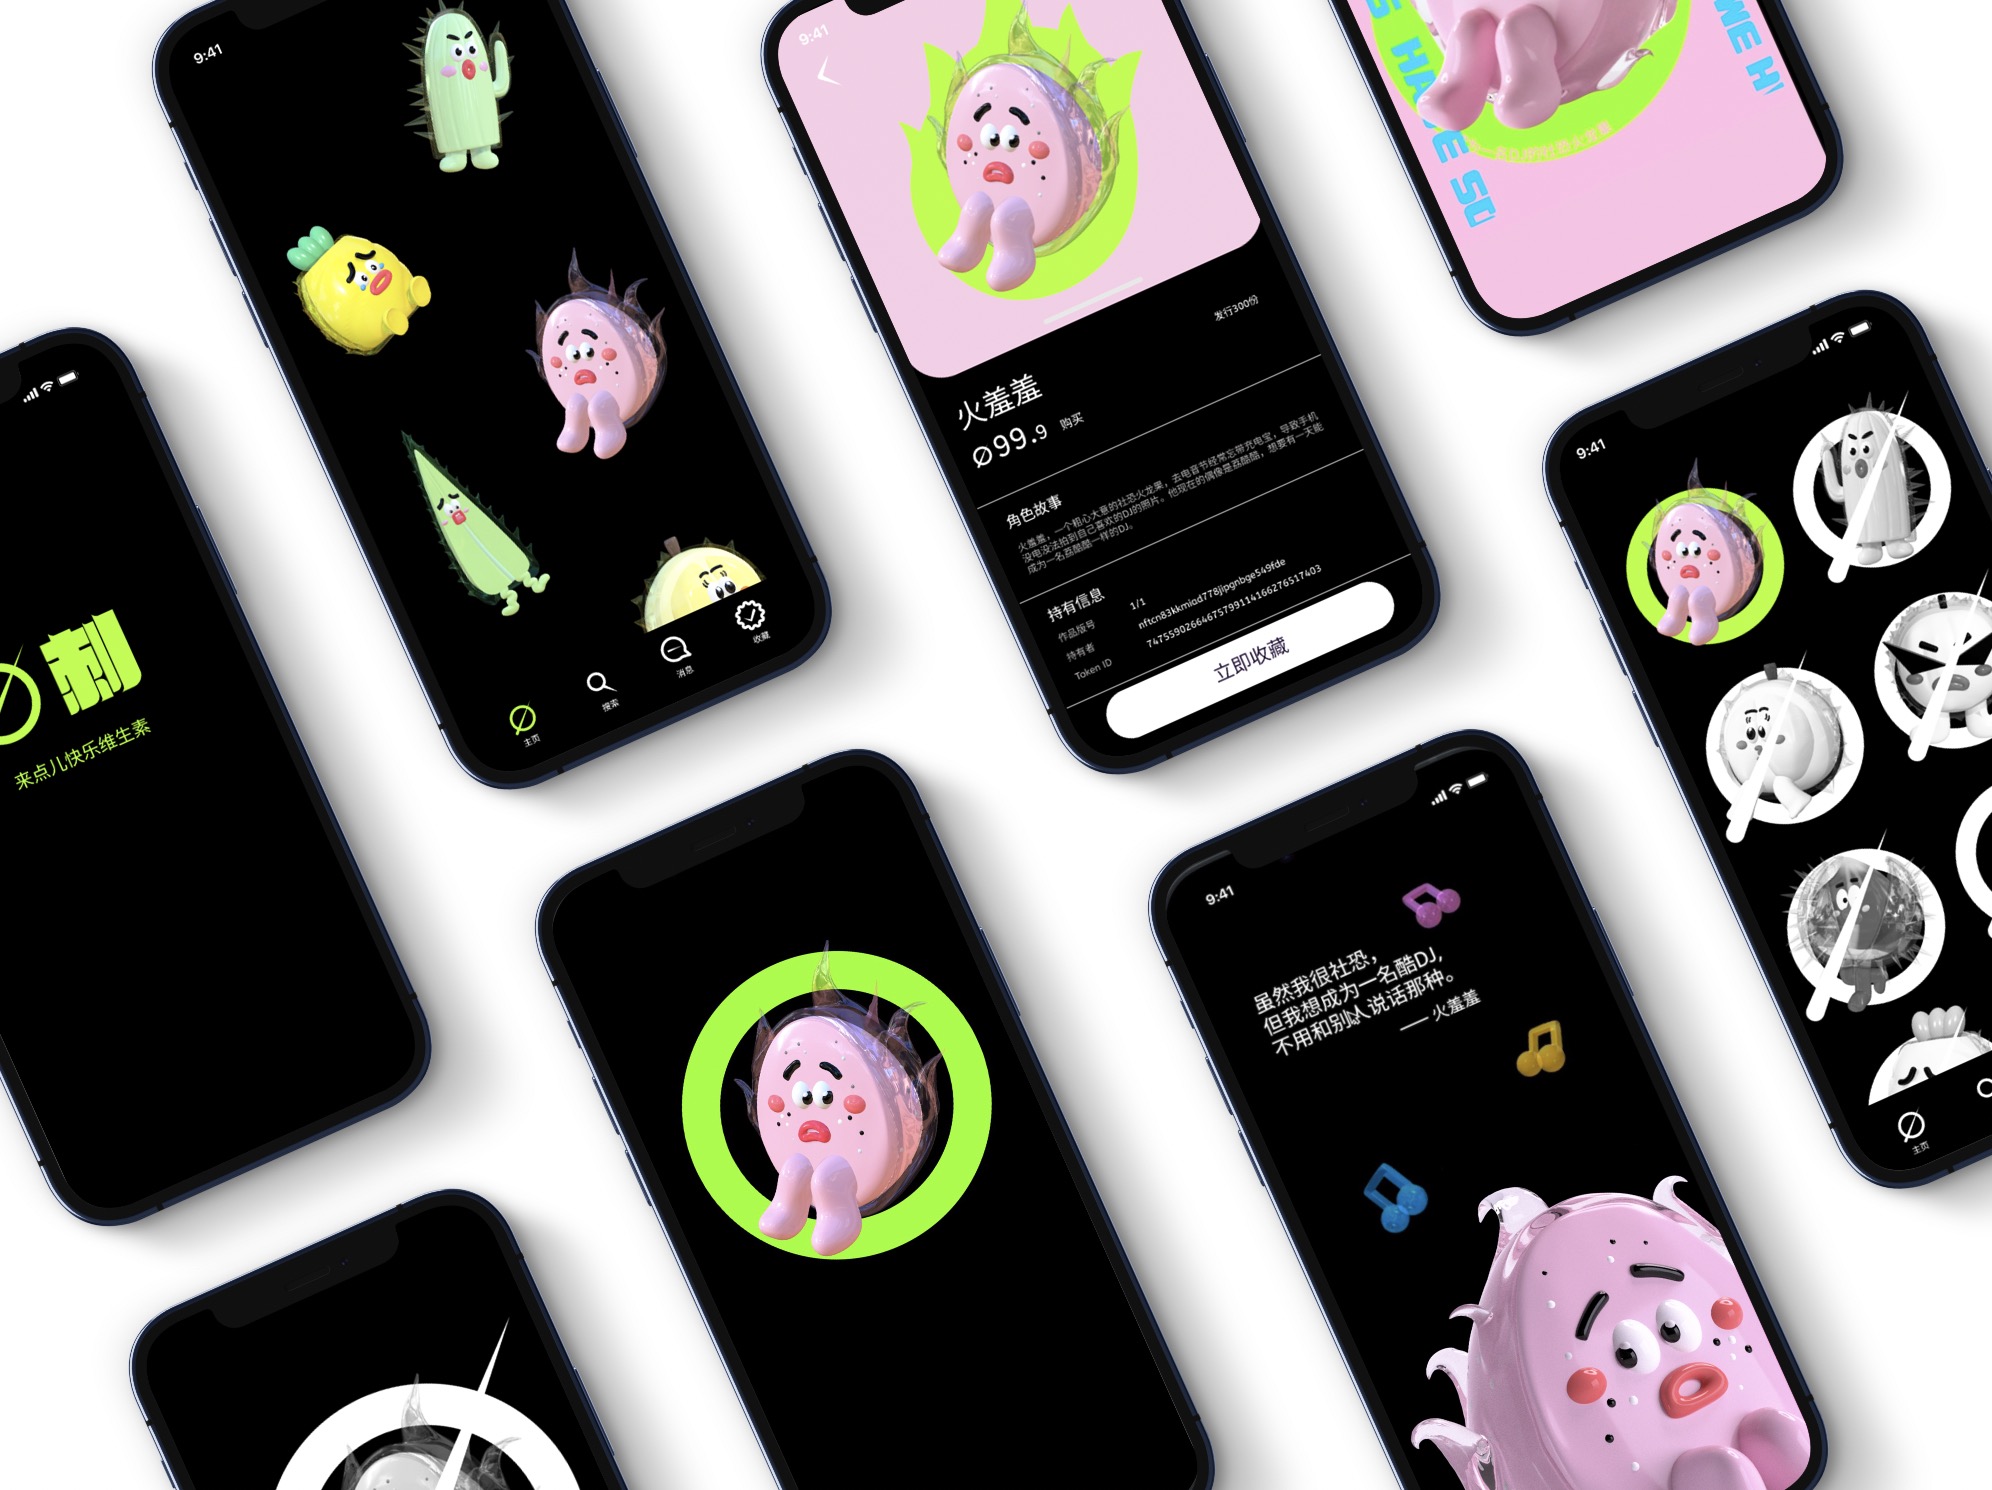 9:41
主页
搜索
消息
收藏
刺
来点儿快乐维生素
9:41
发行300份
火羞羞
Ø99.9 购买
角色故事
火羞羞，一个粗心大意的社恐火龙果，去电音节经常忘带充电宝，导致手机
没电没法拍到自己喜欢的DJ的照片。他现在的偶像是荔酷酷，想要有一天能
成为一名荔酷酷一样的DJ。
持有信息
作品版号 1/1
持有者 nftcn83kkmiad778jipgnbge549fde
Token ID 74755902664675799114166276517403
立即收藏
S HAVE SO
ME H
9:41
主页
9:41
虽然我很社恐，
但我想成为一名酷DJ,
不用和别人说话那种。
—— 火羞羞